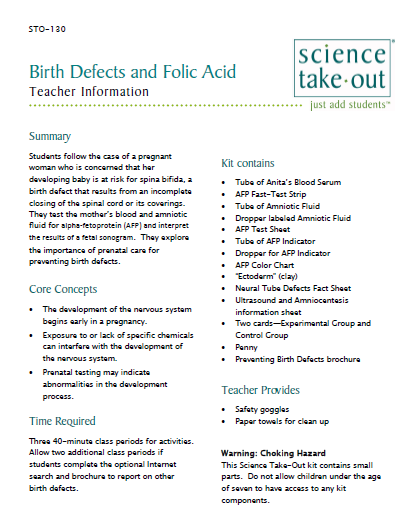 STO-130
science
take·out
just add students™
Birth Defects and Folic Acid
Teacher Information
Summary
Students follow the case of a pregnant
woman who is concerned that her
developing baby is at risk for spina bifida, a
birth defect that results from an incomplete
closing of the spinal cord or its coverings.
They test the mother's blood and amniotic
fluid for alpha-fetoprotein (AFP) and interpret
the results of a fetal sonogram. They explore
the importance of prenatal care for
preventing birth defects.
Core Concepts
• The development of the nervous system
begins early in a pregnancy.
• Exposure to or lack of specific chemicals
can interfere with the development of
the nervous system.
• Prenatal testing may indicate
abnormalities in the development
process.
Time Required
Three 40-minute class periods for activities.
Allow two additional class periods if
students complete the optional Internet
search and brochure to report on other
birth defects.
Kit contains
• Tube of Anita's Blood Serum
• AFP Fast-Test Strip
• Tube of Amniotic Fluid
• Dropper labeled Amniotic Fluid
• AFP Test Sheet
• Tube of AFP Indicator
• Dropper for AFP Indicator
• AFP Color Chart
• "Ectoderm" (clay)
• Neural Tube Defects Fact Sheet
• Ultrasound and Amniocentesis
information sheet
• Two cards—Experimental Group and
Control Group
• Penny
• Preventing Birth Defects brochure
Teacher Provides
• Safety goggles
• Paper towels for clean up
Warning: Choking Hazard
This Science Take-Out kit contains small
parts. Do not allow children under the age
of seven to have access to any kit
components.